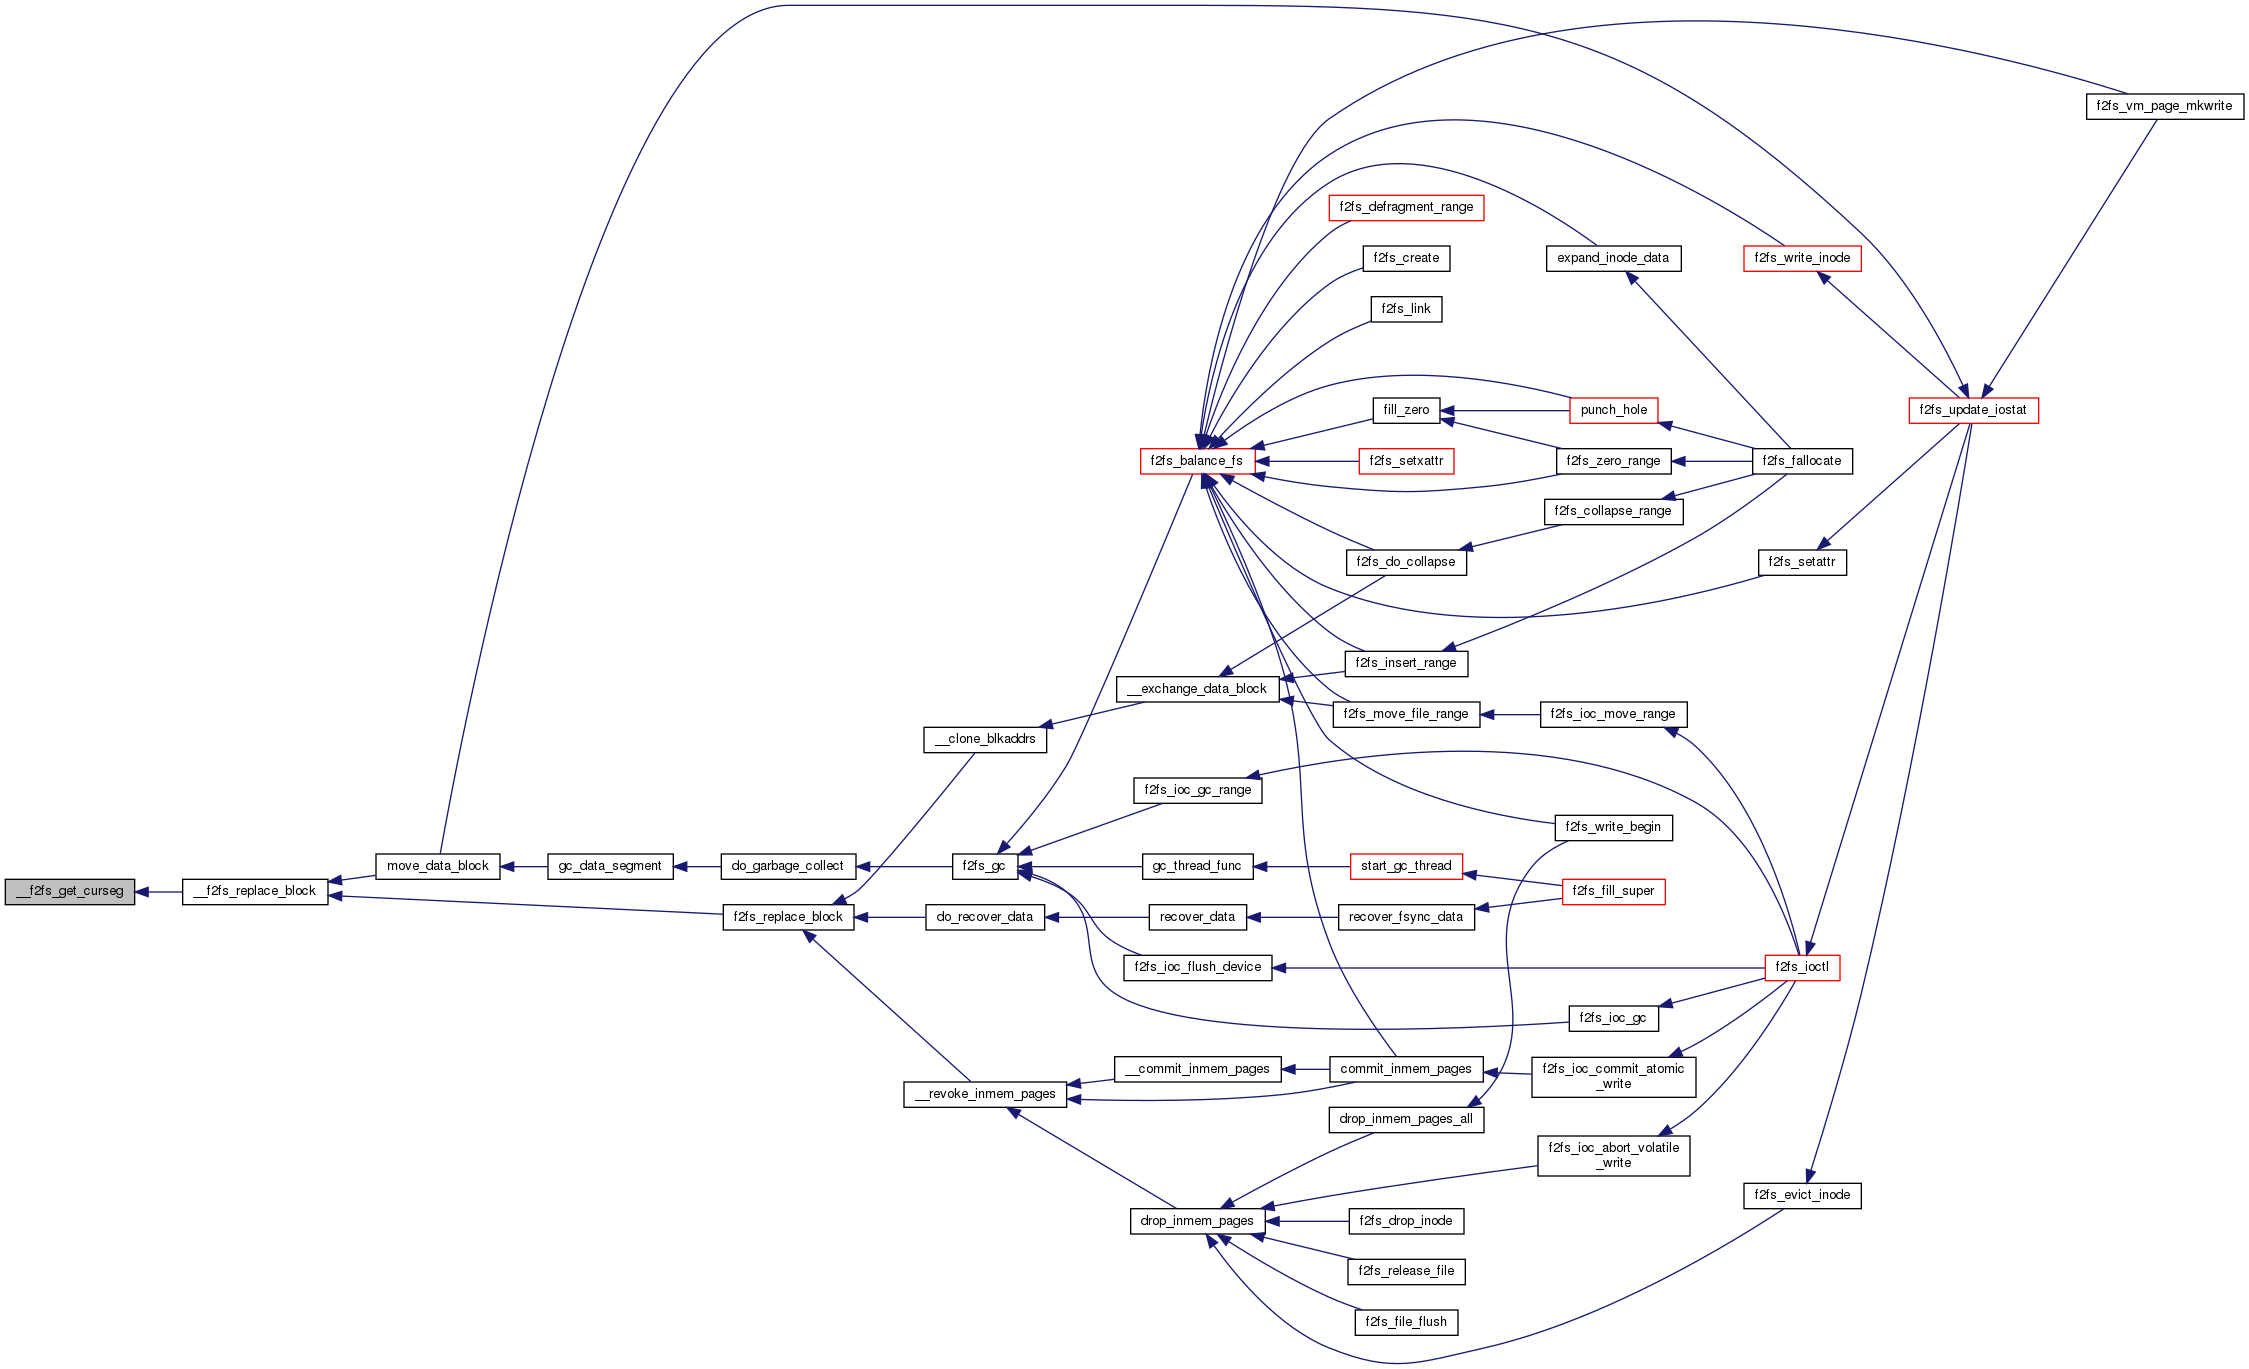 f2fs_vm_page_mkwrite
f2fs_defragment_range
f2fs_create
expand_inode_data
f2fs_write_inode
f2fs_link
fill_zero
punch_hole
f2fs_update_iostat
f2fs_balance_fs
f2fs_setxattr
f2fs_zero_range
f2fs_fallocate
f2fs_collapse_range
f2fs_do_collapse
f2fs_setattr
f2fs_insert_range
__exchange_data_block
f2fs_move_file_range
f2fs_ioc_move_range
__clone_blkaddrs
f2fs_ioc_gc_range
f2fs_write_begin
move_data_block
gc_data_segment
do_garbage_collect
f2fs_gc
gc_thread_func
start_gc_thread
__f2fs_get_curseg
__f2fs_replace_block
f2fs_fill_super
f2fs_replace_block
do_recover_data
recover_data
recover_fsync_data
f2fs_ioc_flush_device
f2fs_ioctl
f2fs_ioc_gc
__commit_inmem_pages
commit_inmem_pages
f2fs_ioc_commit_atomic
_write
__revoke_inmem_pages
drop_inmem_pages_all
f2fs_ioc_abort_volatile
_write
f2fs_evict_inode
drop_inmem_pages
f2fs_drop_inode
f2fs_release_file
f2fs_file_flush